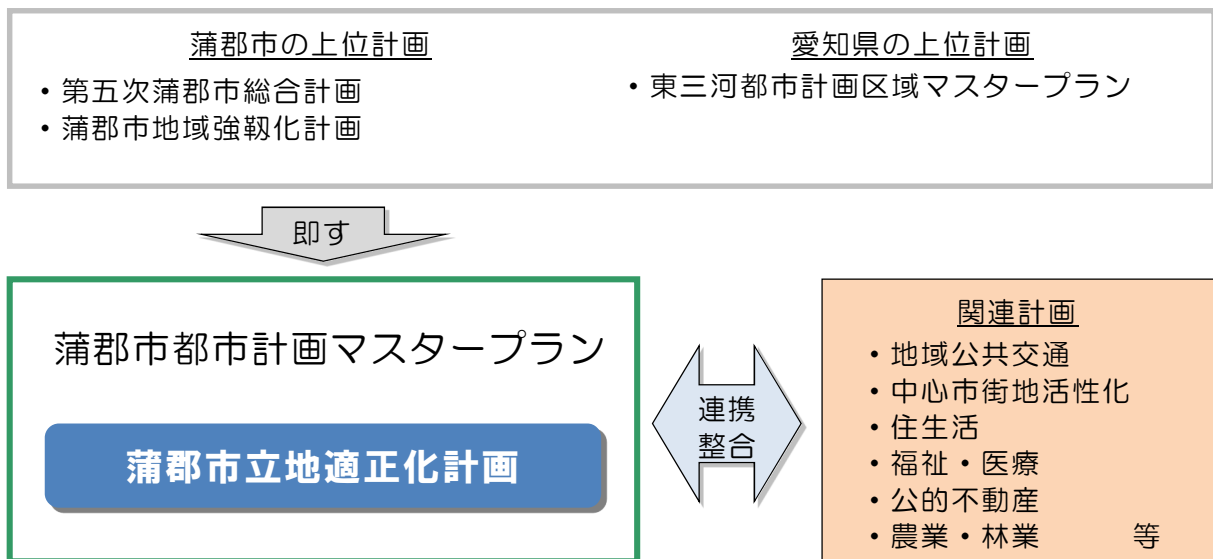 蒲郡市の上位計画
・第五次蒲郡市総合計画
・蒲郡市地域強靱化計画
愛知県の上位計画
・東三河都市計画区域マスタープラン
即す
蒲郡市都市計画マスタープラン
蒲郡市立地適正化計画
連携
整合
関連計画
・地域公共交通
・中心市街地活性化
・住生活
・福祉・医療
・公的不動産
・農業・林業　　　等